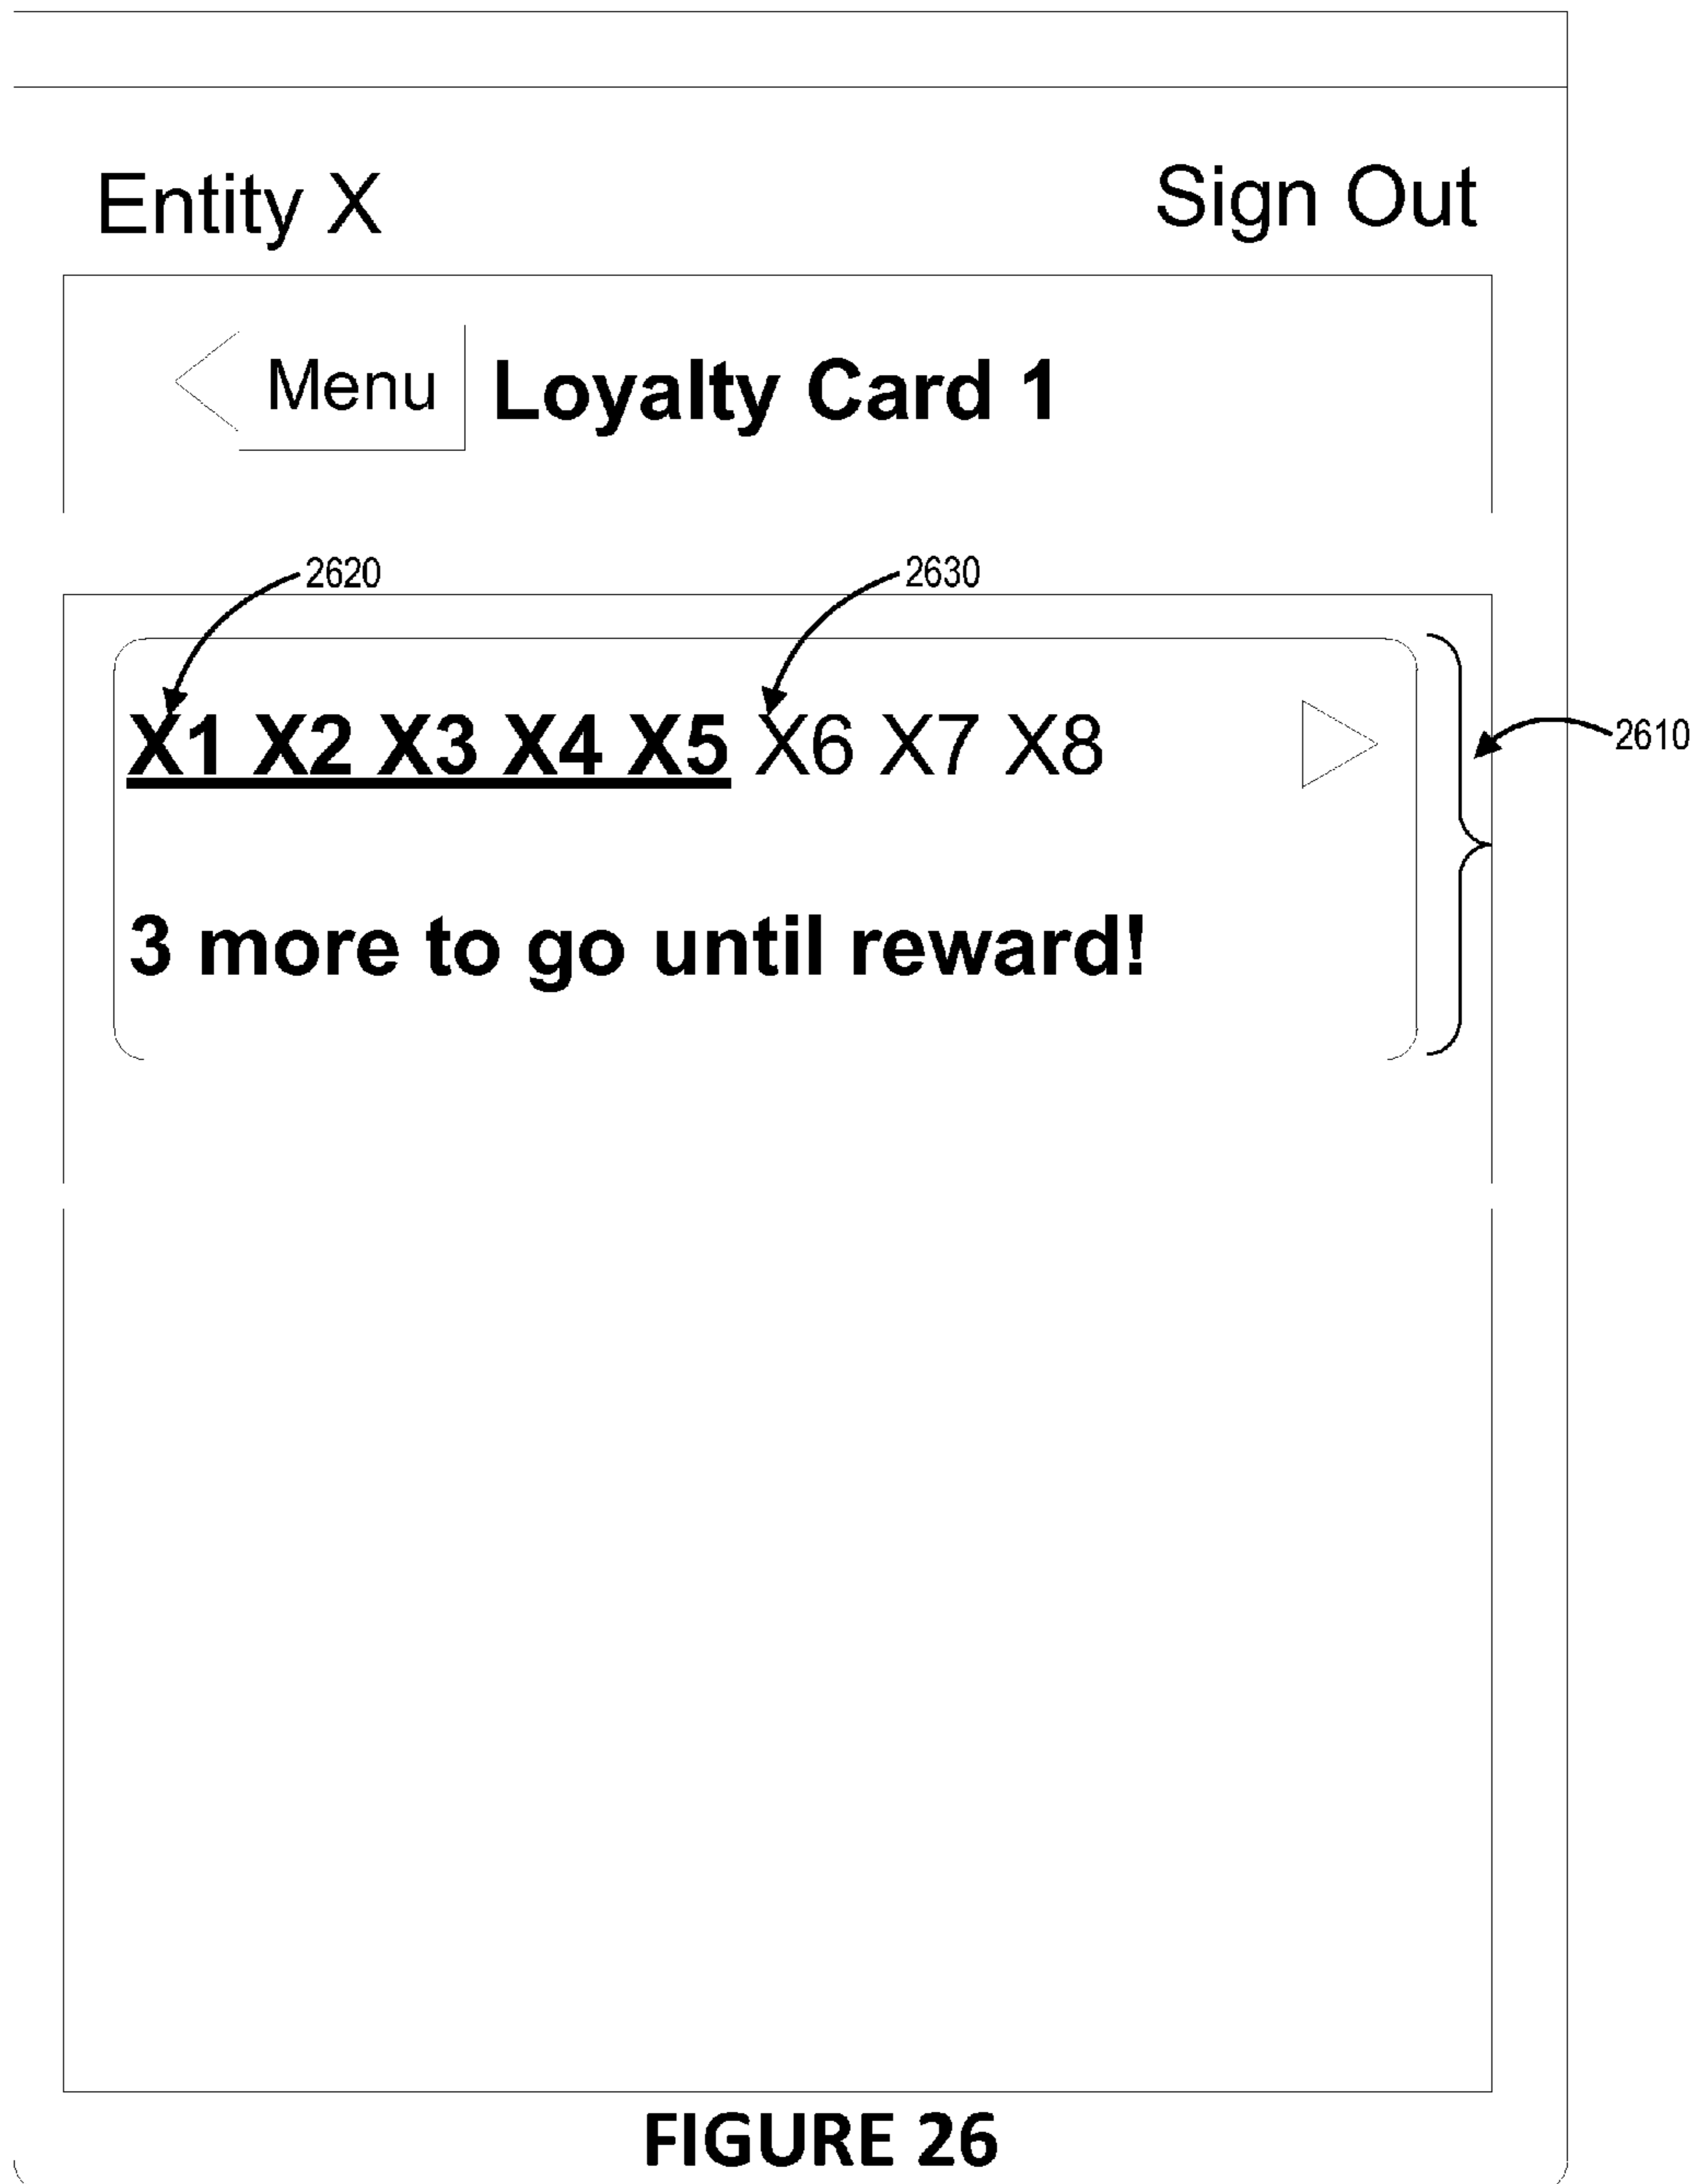 Entity X Sign Out
Menu Loyalty Card 1
2620 2630
X1 X2 X3 X4 X5 X6 X7 X8
2610
3 more to go until reward!
FIGURE 26